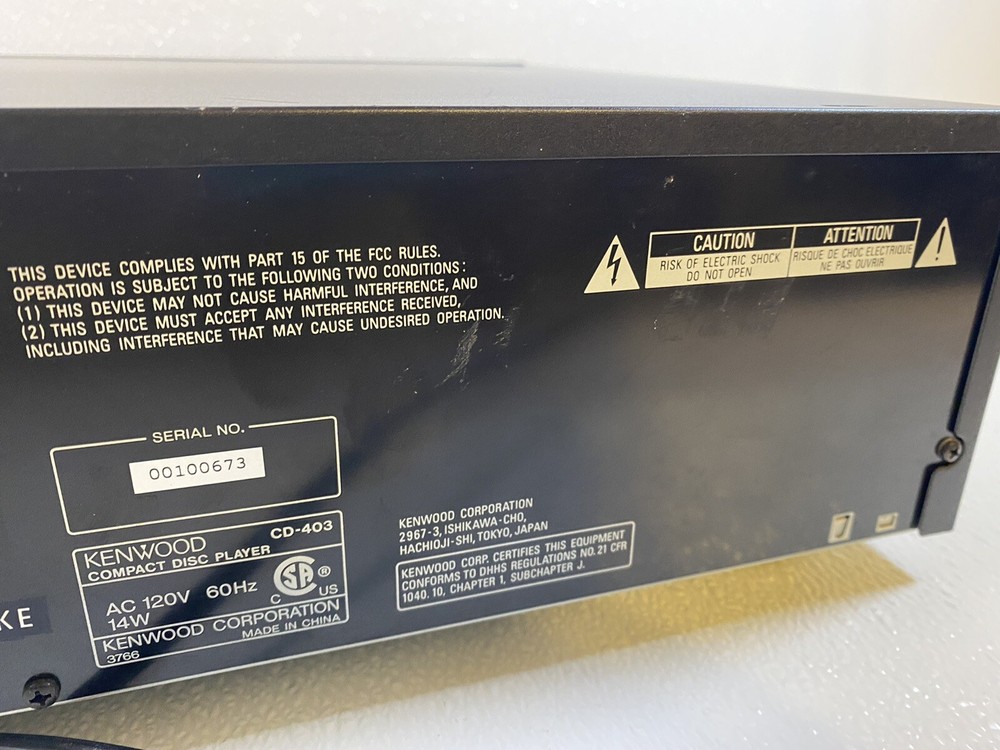 THIS DEVICE COMPLIES WITH PART 15 OF THE FCC RULES.
OPERATION IS SUBJECT TO THE FOLLOWING TWO CONDITIONS:
(1) THIS DEVICE MAY NOT CAUSE HARMFUL INTERFERENCE, AND
(2) THIS DEVICE MUST ACCEPT ANY INTERFERENCE RECEIVED,
INCLUDING INTERFERENCE THAT MAY CAUSE UNDESIRED OPERATION.
CAUTION
RISK OF ELECTRIC SHOCK
DO NOT OPEN
ATTENTION
RISQUE DE CHOC ELECTRIQUE
NE PAS OUVRIR
SERIAL NO.
00100673
KENWOOD CD-403
COMPACT DISC PLAYER
AC 120V 60Hz
14W
SA ®
C US
KENWOOD CORPORATION
MADE IN CHINA
3766
KENWOOD CORPORATION
2967-3, ISHIKAWA-CHO,
HACHIOJI-SHI, TOKYO, JAPAN
KENWOOD CORP. CERTIFIES THIS EQUIPMENT
CONFORMS TO DHHS REGULATIONS NO. 21 CFR
1040. 10, CHAPTER 1, SUBCHAPTER J.
KE